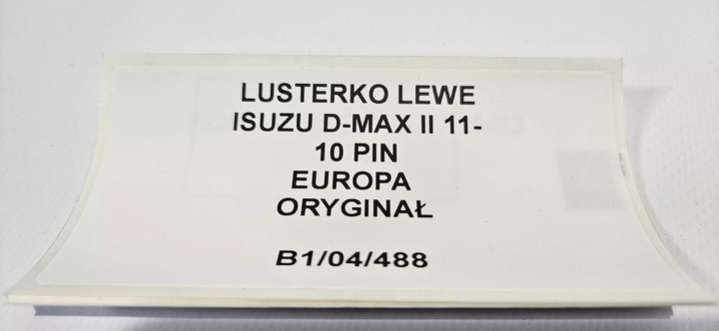 LUSTERKO LEWE
ISUZU D-MAX II 11-
10 PIN
EUROPA
ORYGINAŁ
B1/04/488